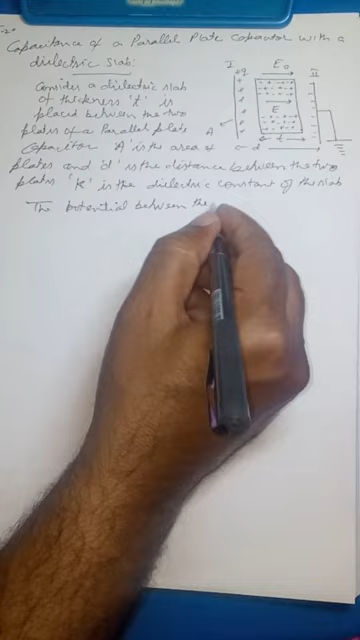 Capacitance of a Parallel Plate Capacitor with a
dielectric slab:
I +q E₀ II
Consider a dielectric slab
of thickness 't' is
placed between the two
plates of a Parallel plate
Capacitor 'A' is the area of
E
A
t
d
plates and 'd' is the distance between the two
plates 'K' is the dielectric constant of the slab
The potential between the